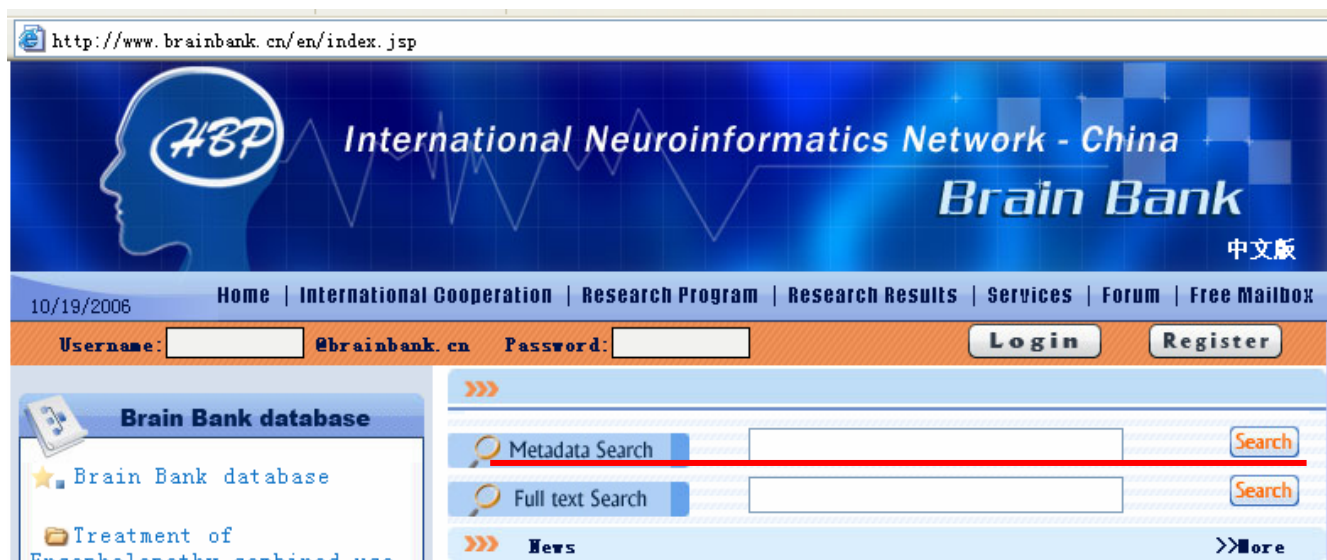 http://www.brainbank.cn/en/index.jsp
HBP
International Neuroinformatics Network - China
Brain Bank
中文版
10/19/2006
Home | International Cooperation | Research Program | Research Results | Services | Forum | Free Mailbox
Username: @brainbank.cn Password: Login Register
Brain Bank database
Metadata Search Search
Brain Bank database
Full text Search Search
Treatment of
News >>More